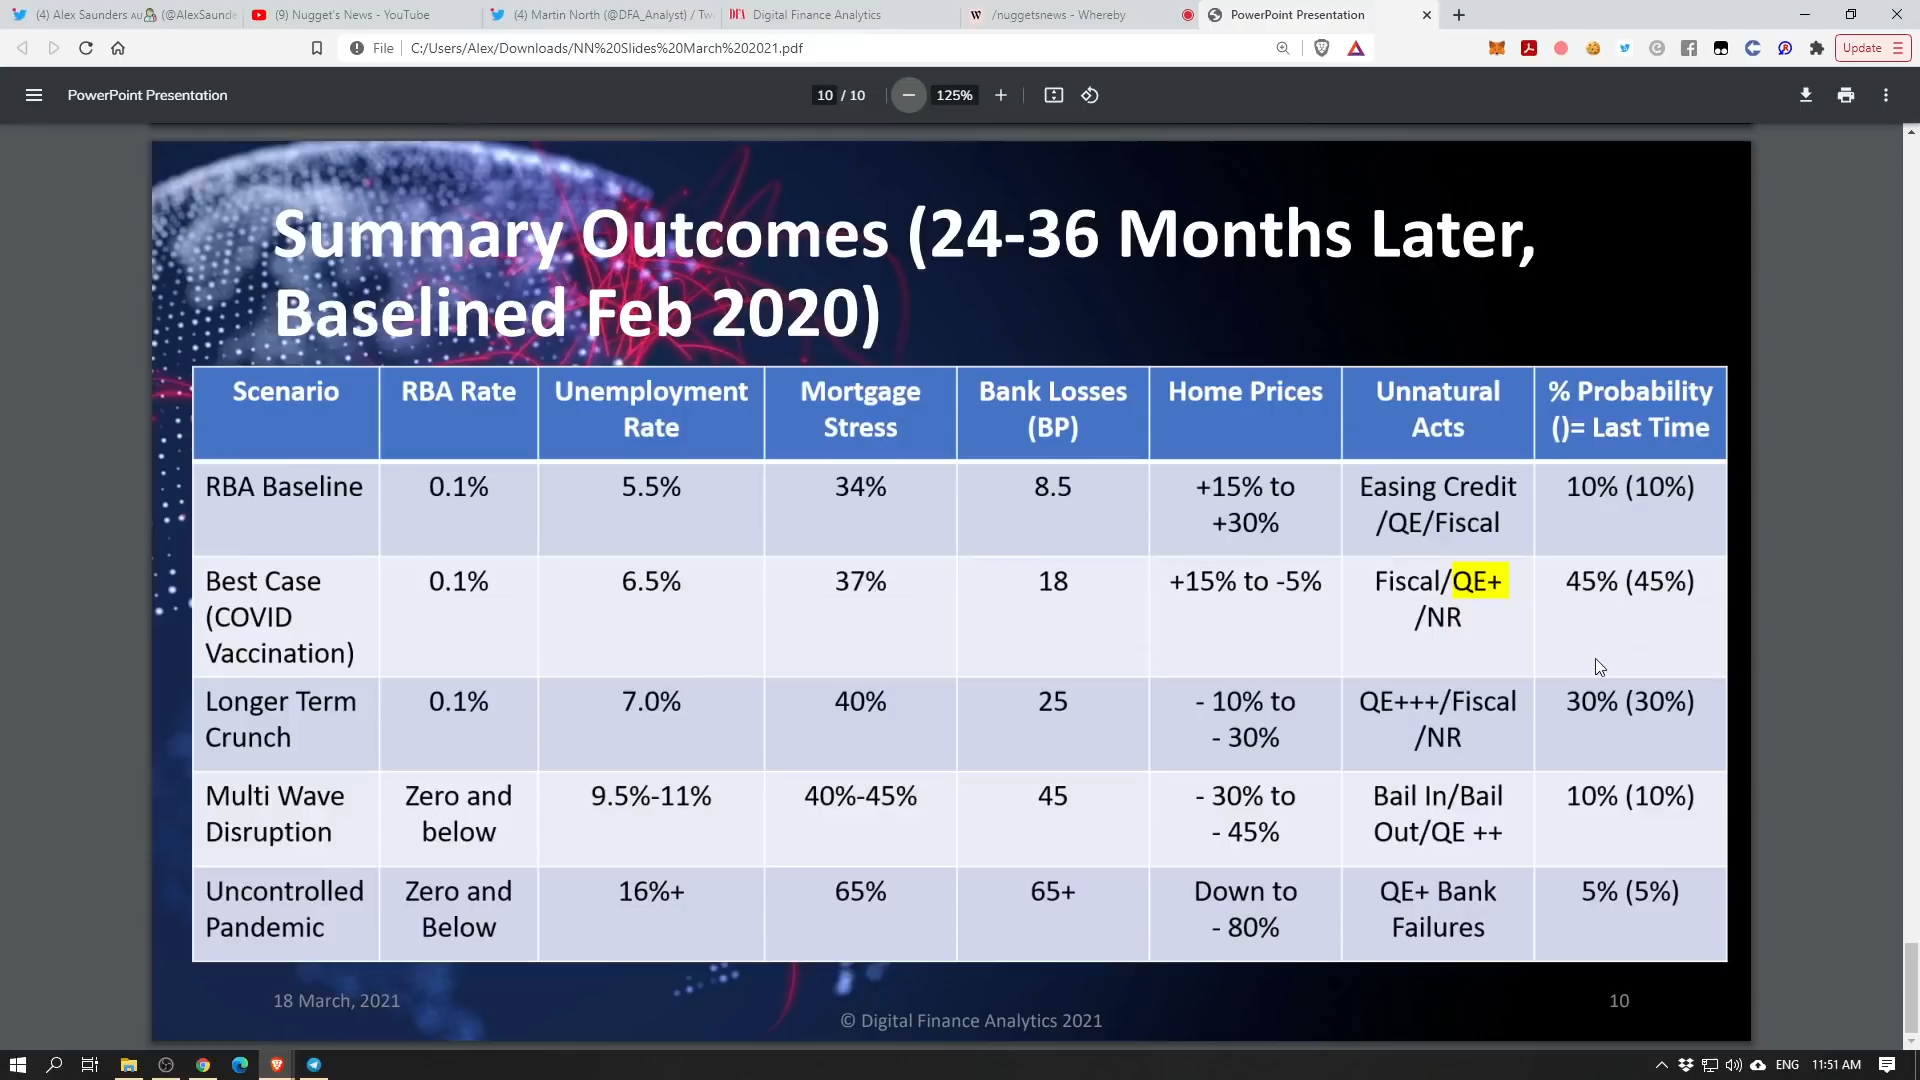 (4) Alex Saunders Au (@AlexSaunde
(9) Nugget's News - YouTube
(4) Martin North (@DFA_Analyst) / Tw
DFA Digital Finance Analytics
W /nuggetsnews - Whereby
PowerPoint Presentation
File C:/Users/Alex/Downloads/NN%20Slides%20March%202021.pdf
Update
PowerPoint Presentation
10 / 10
125%
Summary Outcomes (24-36 Months Later,
Baselined Feb 2020)
Scenario RBA Rate Unemployment Mortgage Bank Losses Home Prices Unnatural % Probability
Rate Stress (BP) Acts ()= Last Time
RBA Baseline 0.1% 5.5% 34% 8.5 +15% to Easing Credit 10% (10%)
+30% /QE/Fiscal
Best Case 0.1% 6.5% 37% 18 +15% to -5% Fiscal/QE+ 45% (45%)
(COVID /NR
Vaccination)
Longer Term 0.1% 7.0% 40% 25 - 10% to QE+++/Fiscal 30% (30%)
Crunch - 30% /NR
Multi Wave Zero and 9.5%-11% 40%-45% 45 - 30% to Bail In/Bail 10% (10%)
Disruption below - 45% Out/QE ++
Uncontrolled Zero and 16%+ 65% 65+ Down to QE+ Bank 5% (5%)
Pandemic Below - 80% Failures
18 March, 2021
10
© Digital Finance Analytics 2021
ENG 11:51 AM